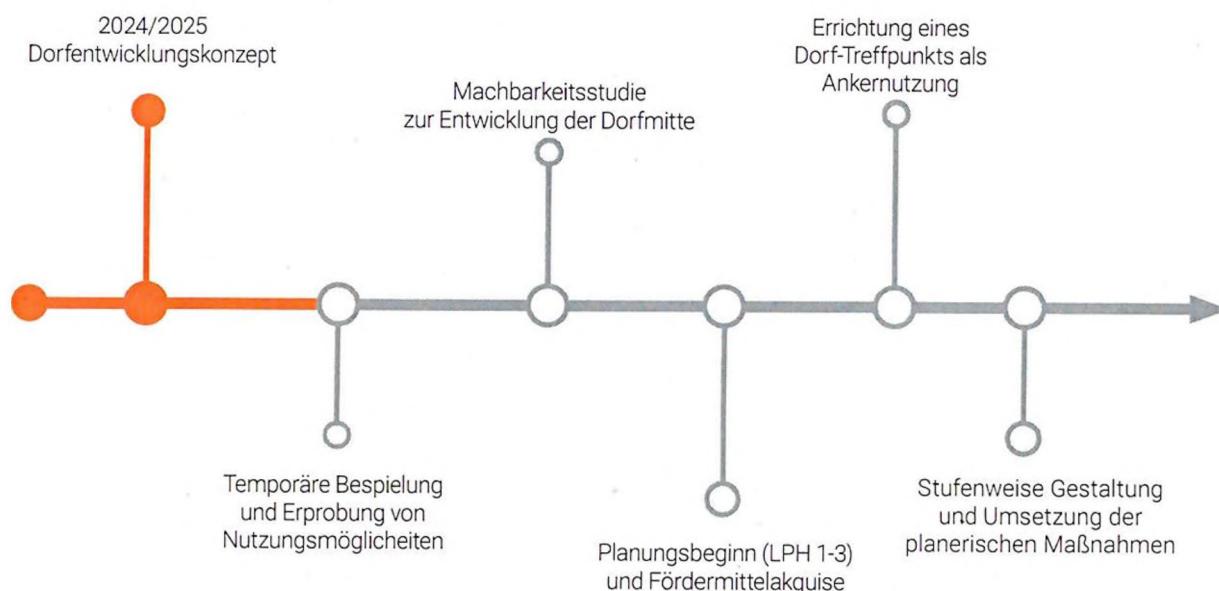 2024/2025
Dorfentwicklungskonzept
Temporäre Bespielung
und Erprobung von
Nutzungsmöglicheiten
Machbarkeitsstudie
zur Entwicklung der Dorfmitte
Planungsbeginn (LPH 1-3)
und Fördermittelakquise
Errichtung eines
Dorf-Treffpunkts als
Ankernutzung
Stufenweise Gestaltung
und Umsetzung der
planerischen Maßnahmen